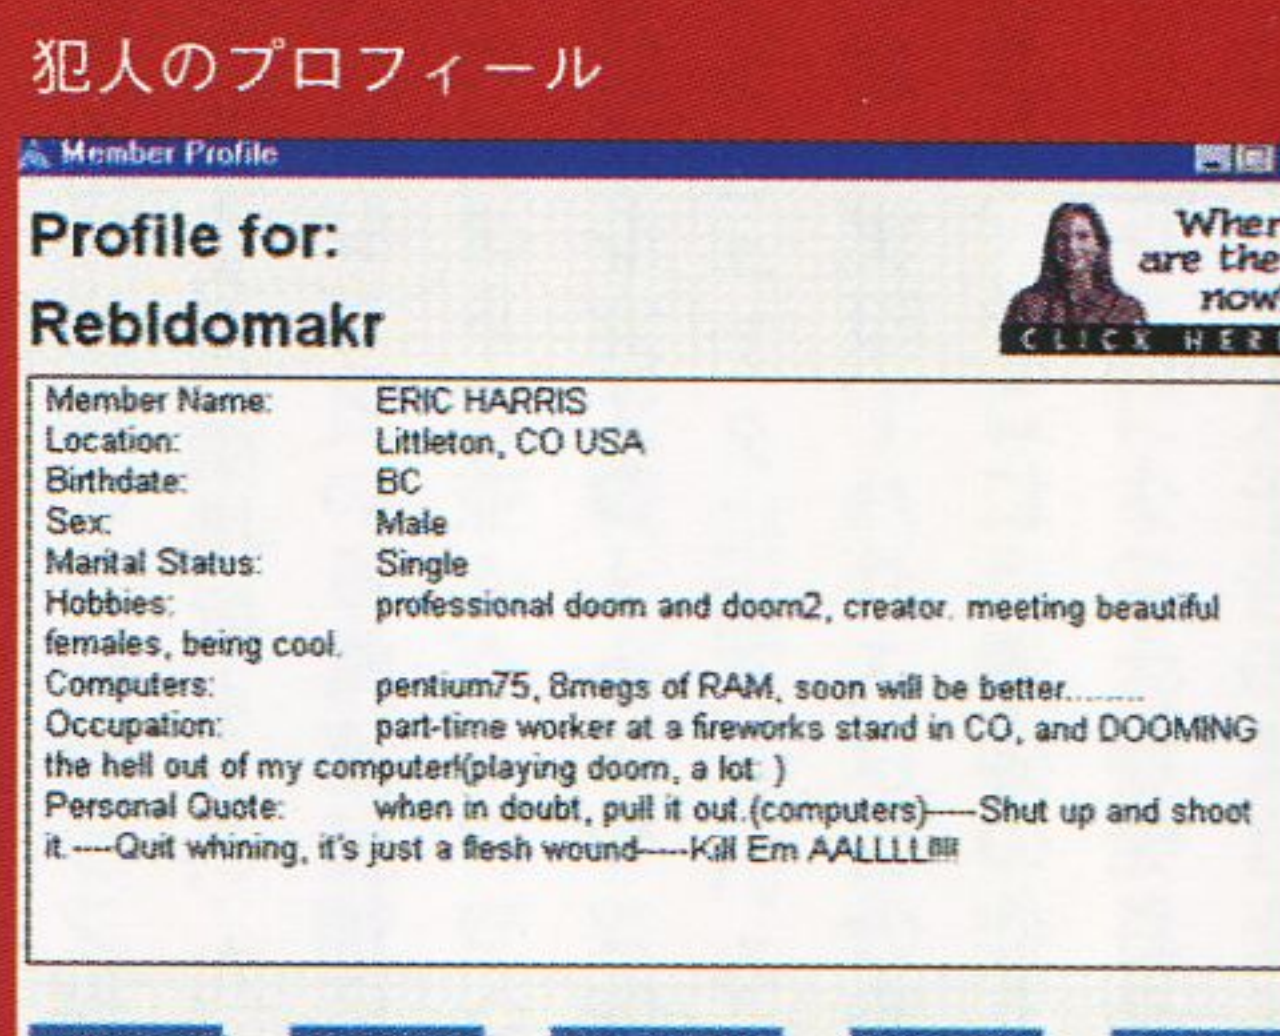 犯人のプロフィール
Member Profile
Profile for:
Rebldomakr
Wher
are the
now
CLICK HERE
Member Name: ERIC HARRIS
Location: Littleton, CO USA
Birthdate: BC
Sex: Male
Marital Status: Single
Hobbies: professional doom and doom2, creator. meeting beautiful
females, being cool.
Computers: pentium75, 8megs of RAM, soon will be better.........
Occupation: part-time worker at a fireworks stand in CO, and DOOMING
the hell out of my computer!(playing doom, a lot: )
Personal Quote: when in doubt, pull it out.(computers)----Shut up and shoot
it.----Quit whining, it's just a flesh wound----Kill Em AALLLL!!!!